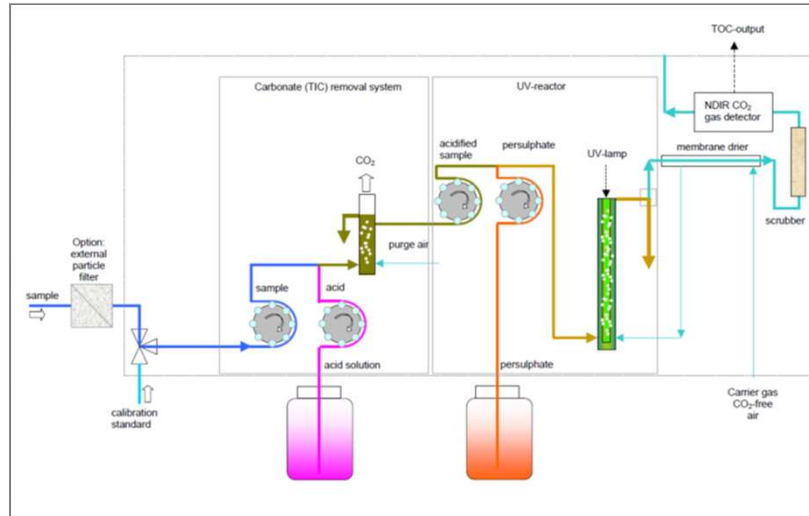 TOC-output
Carbonate (TIC) removal system
UV-reactor
NDIR CO₂
gas detector
acidified
sample
persulphate
UV-lamp
membrane drier
CO₂
scrubber
Option:
external
particle
filter
purge air
sample
sample
acid
acid solution
persulphate
calibration
standard
Carrier gas
CO₂-free
air